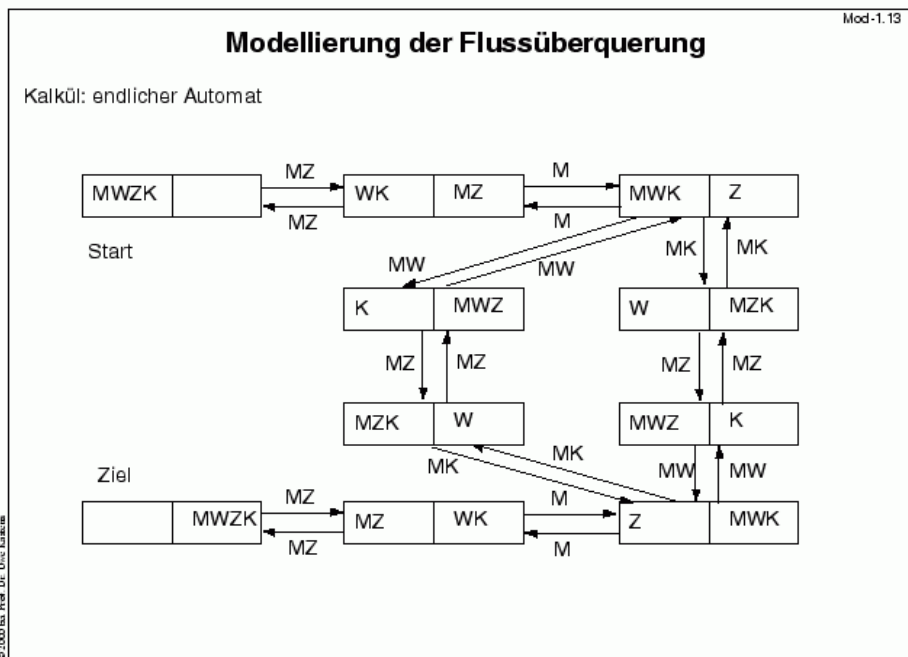 Mod-1.13
Modellierung der Flussüberquerung
Kalkül: endlicher Automat
MZ M
MWZK WK MZ MWK Z
MZ M
Start MW MW MK MK
K MWZ W MZK
MZ MZ MZ MZ
MZK W MWZ K
Ziel MK MK MW MW
MZ M
MWZK MZ WK Z MWK
MZ M